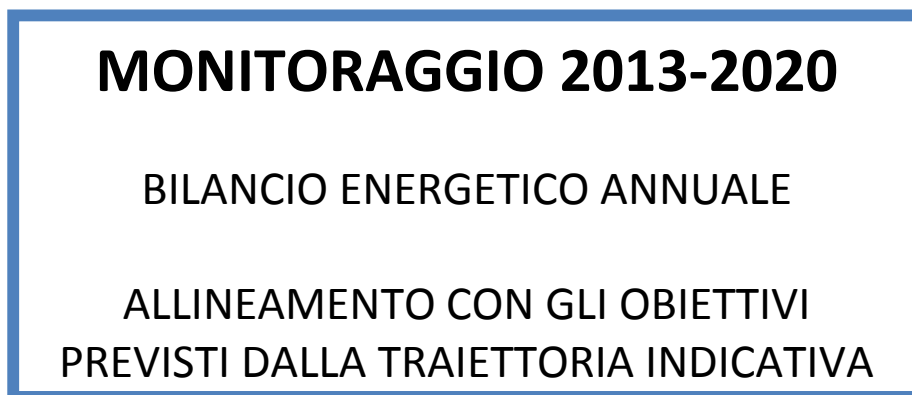 MONITORAGGIO 2013-2020
BILANCIO ENERGETICO ANNUALE
ALLINEAMENTO CON GLI OBIETTIVI
PREVISTI DALLA TRAIETTORIA INDICATIVA